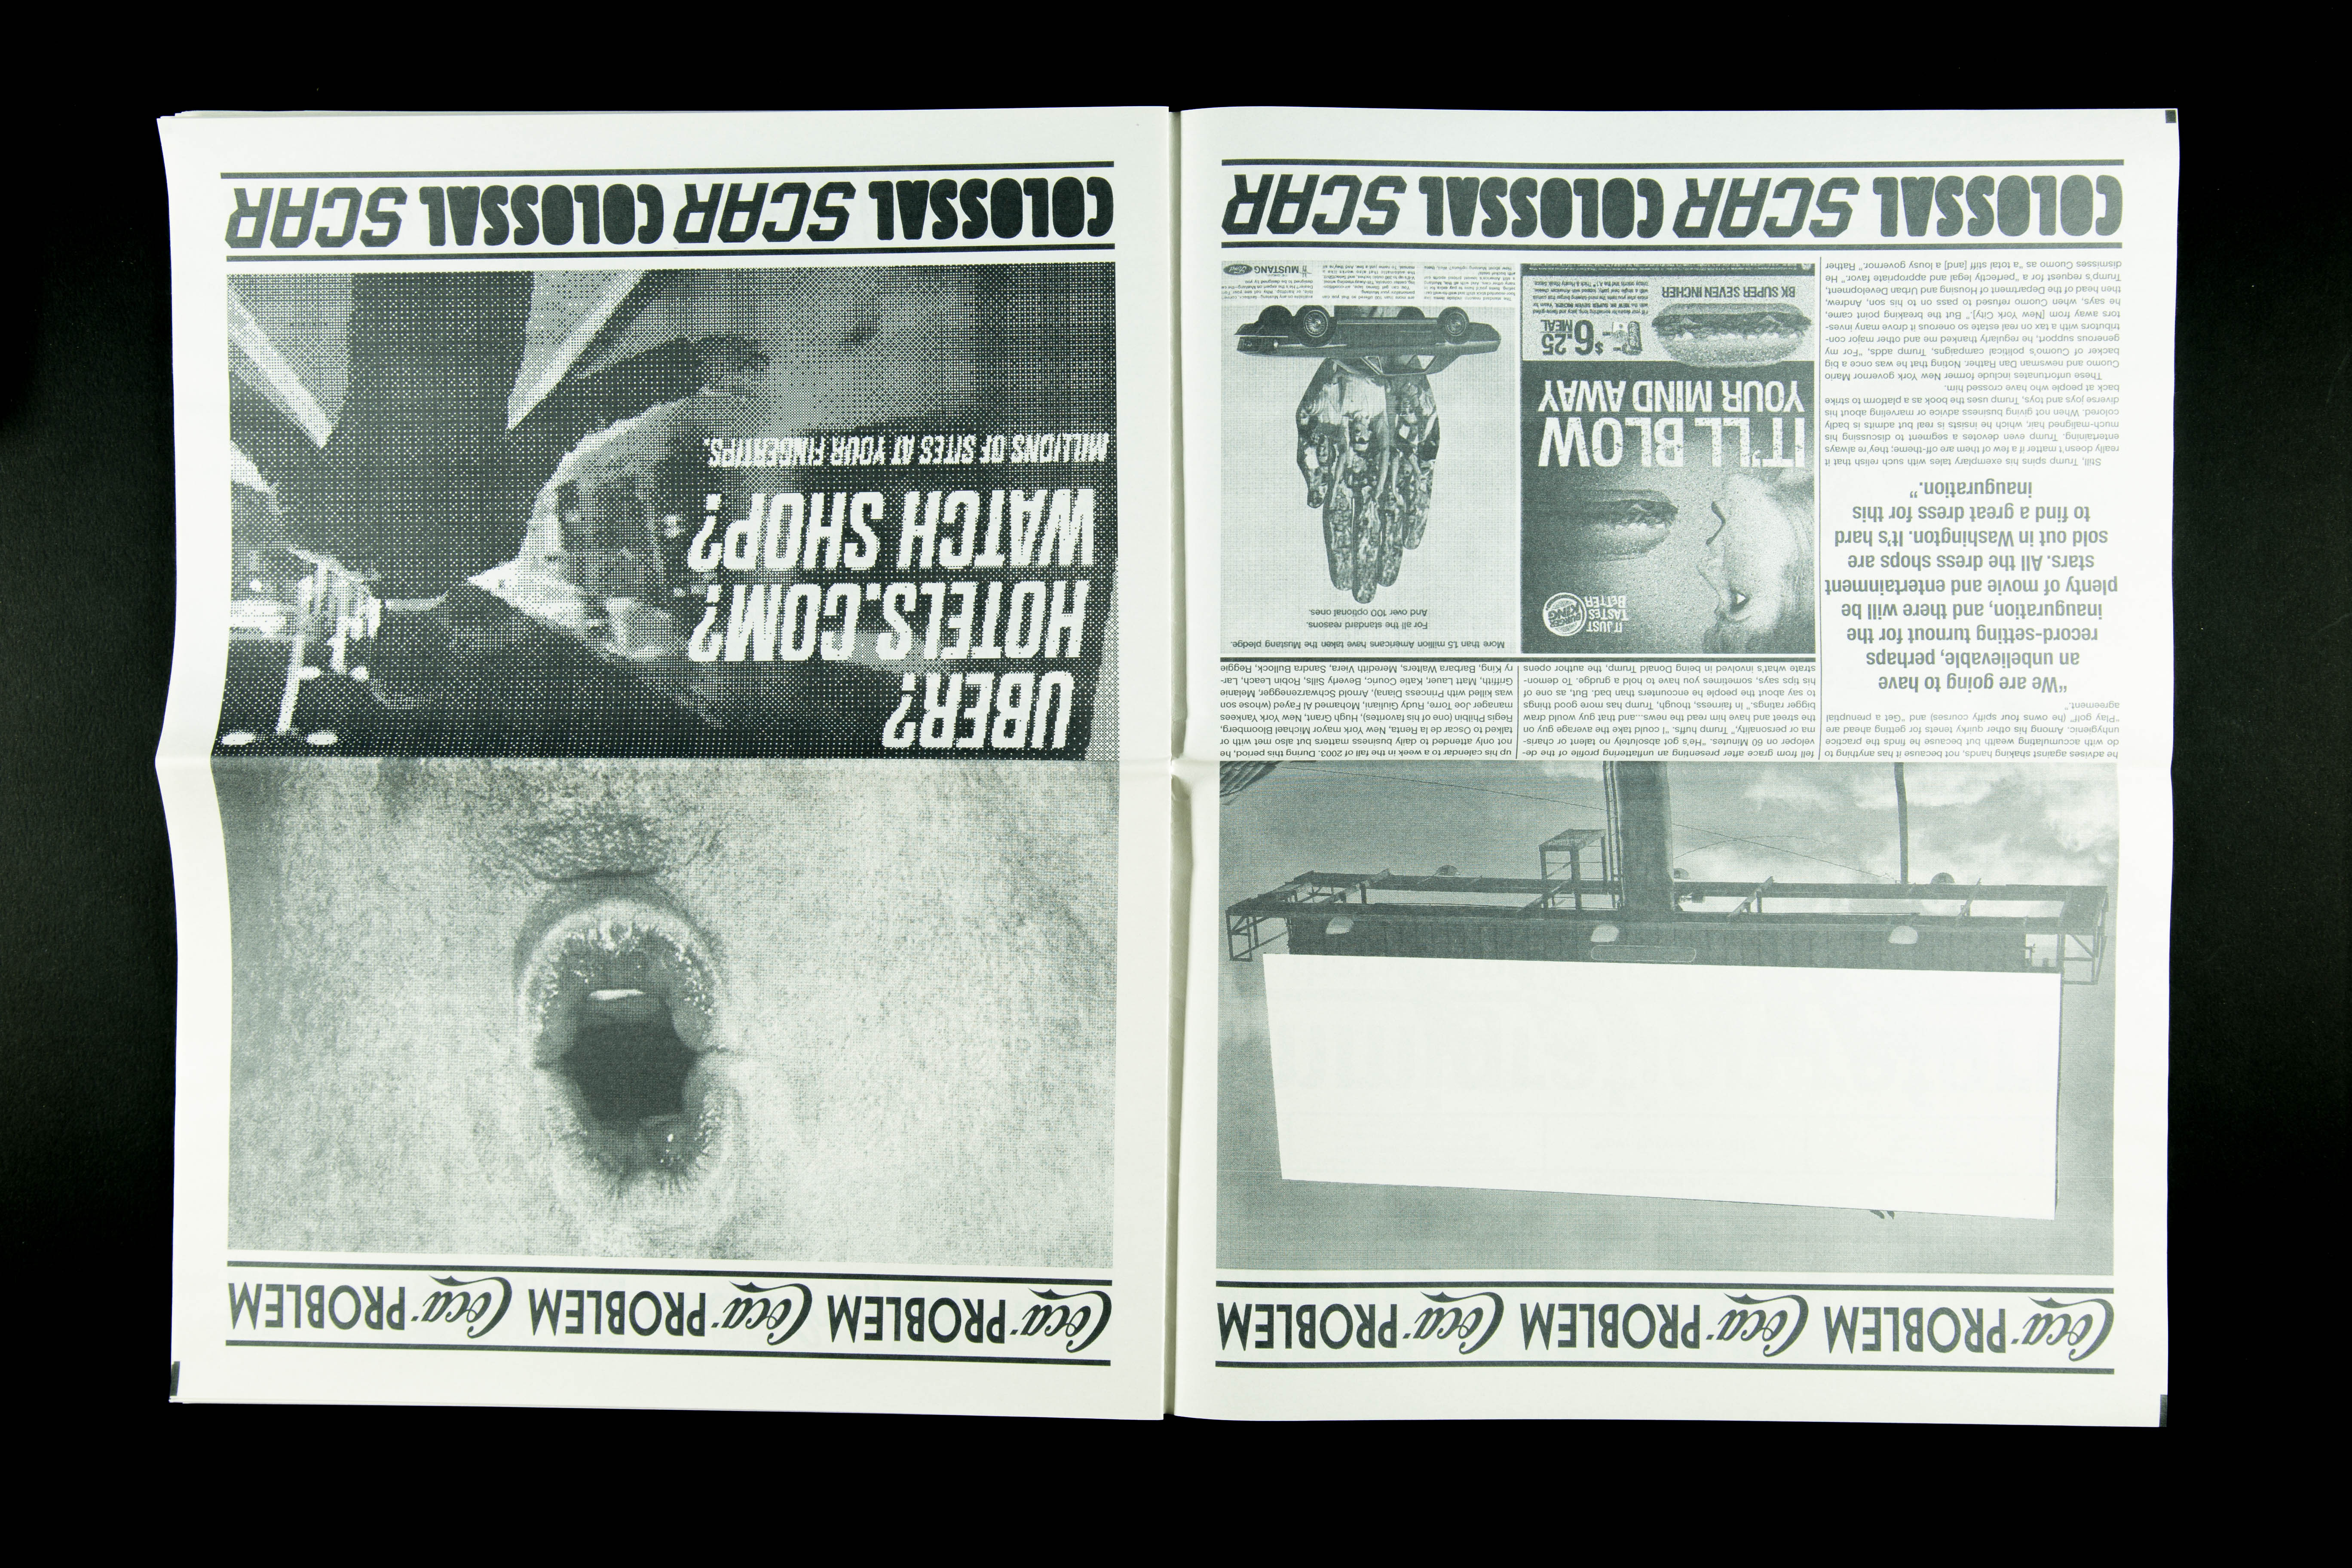 Coca PROBLEM Coca PROBLEM Coca PROBLEM
he advises against shaking hands, not because it has anything to
do with accumulating wealth but because he finds the practice
unhygienic. Among his other quirky tenets for getting ahead are
“Play golf” (he owns four spiffy courses) and “Get a prenuptial
agreement.”
“We are going to have
an unbelievable, perhaps
record-setting turnout for the
inauguration, and there will be
plenty of movie and entertainment
stars. All the dress shops are
sold out in Washington. It's hard
to find a great dress for this
inauguration.”
Still, Trump spins his exemplary tales with such relish that it
really doesn't matter if a few of them are off-theme; they're always
entertaining. Trump even devotes a segment to discussing his
much-maligned hair, which he insists is real but admits is badly
colored. When not giving business advice or marveling about his
diverse joys and toys, Trump uses the book as a platform to strike
back at people who have crossed him.
These unfortunates include former New York governor Mario
Cuomo and newsman Dan Rather. Noting that he was once a big
backer of Cuomo's political campaigns, Trump adds, “For my
generous support, he regularly thanked me and other major con-
tributors with a tax on real estate so onerous it drove many inves-
tors away from [New York City].” But the breaking point came,
he says, when Cuomo refused to pass on to his son, Andrew,
then head of the Department of Housing and Urban Development,
Trump's request for a “perfectly legal and appropriate favor.” He
dismisses Cuomo as “a total stiff [and] a lousy governor.” Rather
fell from grace after presenting an unflattering profile of the de-
veloper on 60 Minutes. “He's got absolutely no talent or charis-
ma or personality,” Trump huffs. “I could take the average guy on
the street and have him read the news...and that guy would draw
bigger ratings.” In fairness, though, Trump has more good things
to say about the people he encounters than bad. But, as one of
his tips says, sometimes you have to hold a grudge. To demon-
strate what's involved in being Donald Trump, the author opens
IT JUST
TASTES
BETTER
BURGER
KING
IT'LL BLOW
YOUR MIND AWAY
$6.25
MEAL
BK SUPER SEVEN INCHER
up his calendar to a week in the fall of 2003. During this period, he
not only attended to daily business matters but also met with or
talked to Oscar de la Renta, New York mayor Michael Bloomberg,
Regis Philbin (one of his favorites), Hugh Grant, New York Yankees
manager Joe Torre, Rudy Giuliani, Mohamed Al Fayed (whose son
was killed with Princess Diana), Arnold Schwarzenegger, Melanie
Griffith, Matt Lauer, Katie Couric, Beverly Sills, Robin Leach, Lar-
ry King, Barbara Walters, Meredith Vieira, Sandra Bullock, Reggie
More than 1.5 million Americans have taken the Mustang pledge.
For all the standard reasons.
And over 100 optional ones.
MUSTANG
Ford
COLOSSAL SCAR COLOSSAL SCAR
Coca PROBLEM Coca PROBLEM Coca PROBLEM
UBER?
HOTELS.COM?
WATCH SHOP?
MILLIONS OF SITES AT YOUR FINGERTIPS.
COLOSSAL SCAR COLOSSAL SCAR